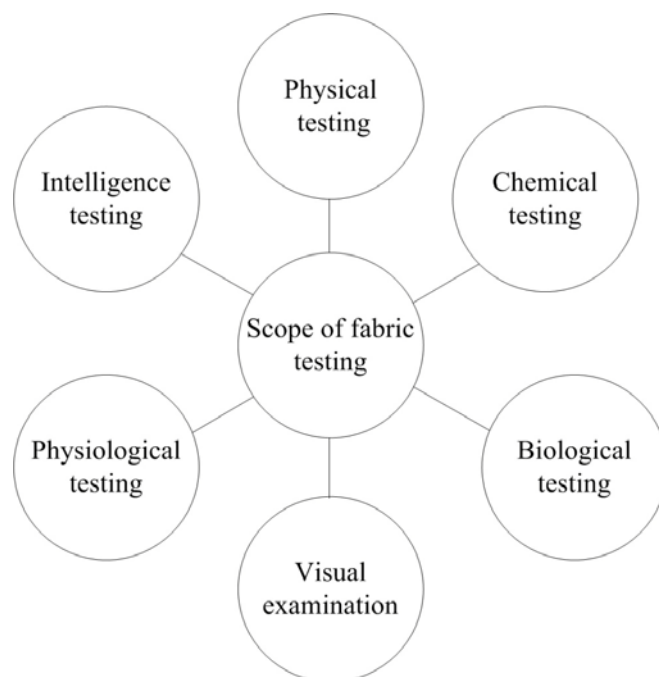 Physical
testing
Intelligence
testing
Chemical
testing
Scope of fabric
testing
Physiological
testing
Biological
testing
Visual
examination